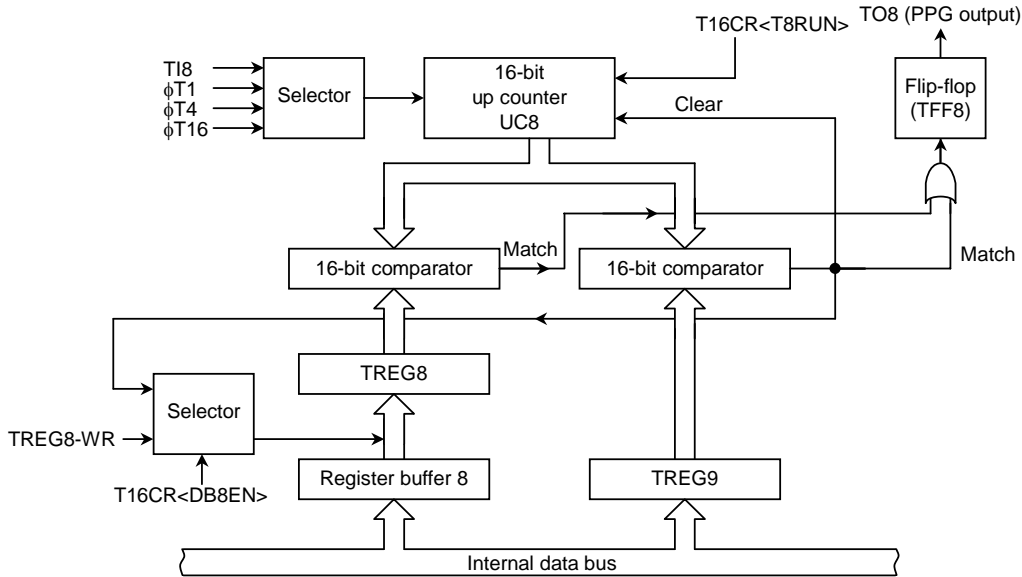 TO8 (PPG output)
T16CR<T8RUN>
TI8
ϕT1
ϕT4
ϕT16
Selector
16-bit
up counter
UC8
Clear
Flip-flop
(TFF8)
Match
16-bit comparator
16-bit comparator
Match
TREG8
Selector
TREG8-WR
T16CR<DB8EN>
Register buffer 8
TREG9
Internal data bus